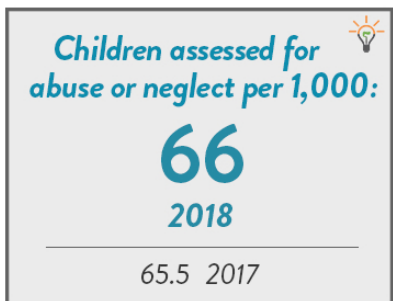 Children assessed for
abuse or neglect per 1,000:
66
2018
65.5 2017